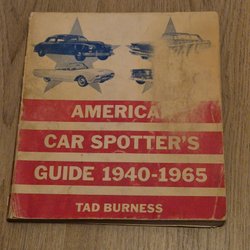 AMERICA
CAR SPOTTER'S
GUIDE 1940-1965
TAD BURNESS